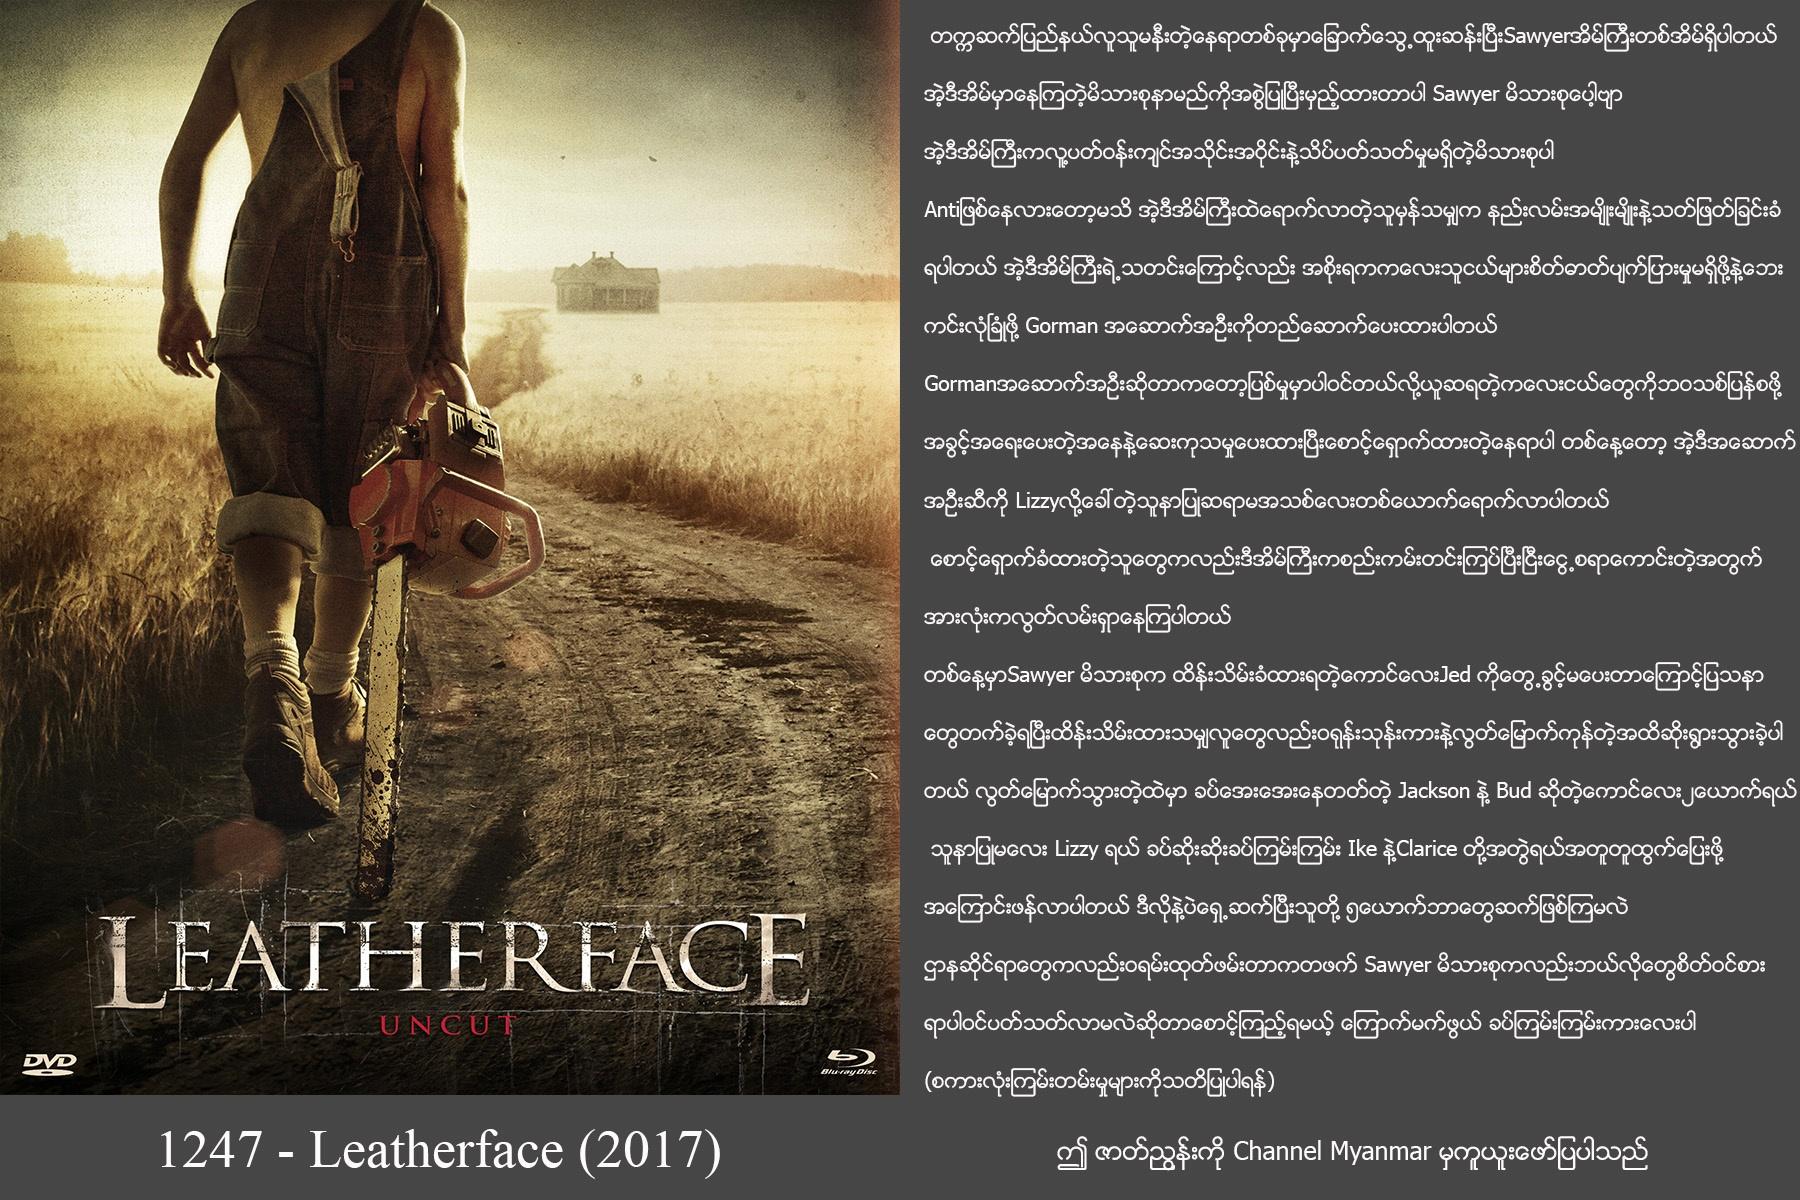 တက္ကဆက်ပြည်နယ်လူသူမနီးတဲ့နေရာတစ်ခုမှာခြောက်သွေ့ထူးဆန်းပြီးSawyerအိမ်ကြီးတစ်အိမ်ရှိပါတယ်
အဲ့ဒီအိမ်မှာနေကြတဲ့မိသားစုနာမည်ကိုအစွဲပြုပြီးမှည့်ထားတာပါ Sawyer မိသားစုပေါ့ဗျာ
အဲ့ဒီအိမ်ကြီးကလူ့ပတ်ဝန်းကျင်အသိုင်းအဝိုင်းနဲ့သိပ်ပတ်သတ်မှုမရှိတဲ့မိသားစုပါ
Antiဖြစ်နေလားတော့မသိ အဲ့ဒီအိမ်ကြီးထဲရောက်လာတဲ့သူမှန်သမျှက နည်းလမ်းအမျိုးမျိုးနဲ့သတ်ဖြတ်ခြင်းခံ
ရပါတယ် အဲ့ဒီအိမ်ကြီးရဲ့သတင်းကြောင့်လည်း အစိုးရကကလေးသူငယ်များစိတ်ဓာတ်ပျက်ပြားမှုမရှိဖို့နဲ့ဘေး
ကင်းလုံခြုံဖို့ Gorman အဆောက်အဦးကိုတည်ဆောက်ပေးထားပါတယ်
Gormanအဆောက်အဦးဆိုတာကတော့ပြစ်မှုမှာပါဝင်တယ်လို့ယူဆရတဲ့ကလေးငယ်တွေကိုဘဝသစ်ပြန်စဖို့
အခွင့်အရေးပေးတဲ့အနေနဲ့ဆေးကုသမှုပေးထားပြီးစောင့်ရှောက်ထားတဲ့နေရာပါ တစ်နေ့တော့ အဲ့ဒီအဆောက်
အဦးဆီကို Lizzyလို့ခေါ်တဲ့သူနာပြုဆရာမအသစ်လေးတစ်ယောက်ရောက်လာပါတယ်
စောင့်ရှောက်ခံထားတဲ့သူတွေကလည်းဒီအိမ်ကြီးကစည်းကမ်းတင်းကြပ်ပြီးငြီးငွေ့စရာကောင်းတဲ့အတွက်
အားလုံးကလွတ်လမ်းရှာနေကြပါတယ်
တစ်နေ့မှာSawyer မိသားစုက ထိန်းသိမ်းခံထားရတဲ့ကောင်လေးJed ကိုတွေ့ခွင့်မပေးတာကြောင့်ပြသနာ
တွေတက်ခဲ့ရပြီးထိန်းသိမ်းထားသမျှလူတွေလည်းဝရုန်းသုန်းကားနဲ့လွတ်မြောက်ကုန်တဲ့အထိဆိုးရွားသွားခဲ့ပါ
တယ် လွတ်မြောက်သွားတဲ့ထဲမှာ ခပ်အေးအေးနေတတ်တဲ့ Jackson နဲ့ Bud ဆိုတဲ့ကောင်လေး၂ယောက်ရယ်
သူနာပြုမလေး Lizzy ရယ် ခပ်ဆိုးဆိုးခပ်ကြမ်းကြမ်း Ike နဲ့Clarice တို့အတွဲရယ်အတူတူထွက်ပြေးဖို့
အကြောင်းဖန်လာပါတယ် ဒီလိုနဲ့ပဲရှေ့ဆက်ပြီးသူတို့ ၅ယောက်ဘာတွေဆက်ဖြစ်ကြမလဲ
ဌာနဆိုင်ရာတွေကလည်းဝရမ်းထုတ်ဖမ်းတာကတဖက် Sawyer မိသားစုကလည်းဘယ်လိုတွေစိတ်ဝင်စား
ရာပါဝင်ပတ်သတ်လာမလဲဆိုတာစောင့်ကြည့်ရမယ့် ကြောက်မက်ဖွယ် ခပ်ကြမ်းကြမ်းကားလေးပါ
(စကားလုံးကြမ်းတမ်းမှုများကိုသတိပြုပါရန်)
LEATHERFACE
UNCUT
DVD
Blu-ray Disc
1247 - Leatherface (2017)
ဤ ဇာတ်ညွှန်းကို Channel Myanmar မှကူယူးဖော်ပြပါသည်